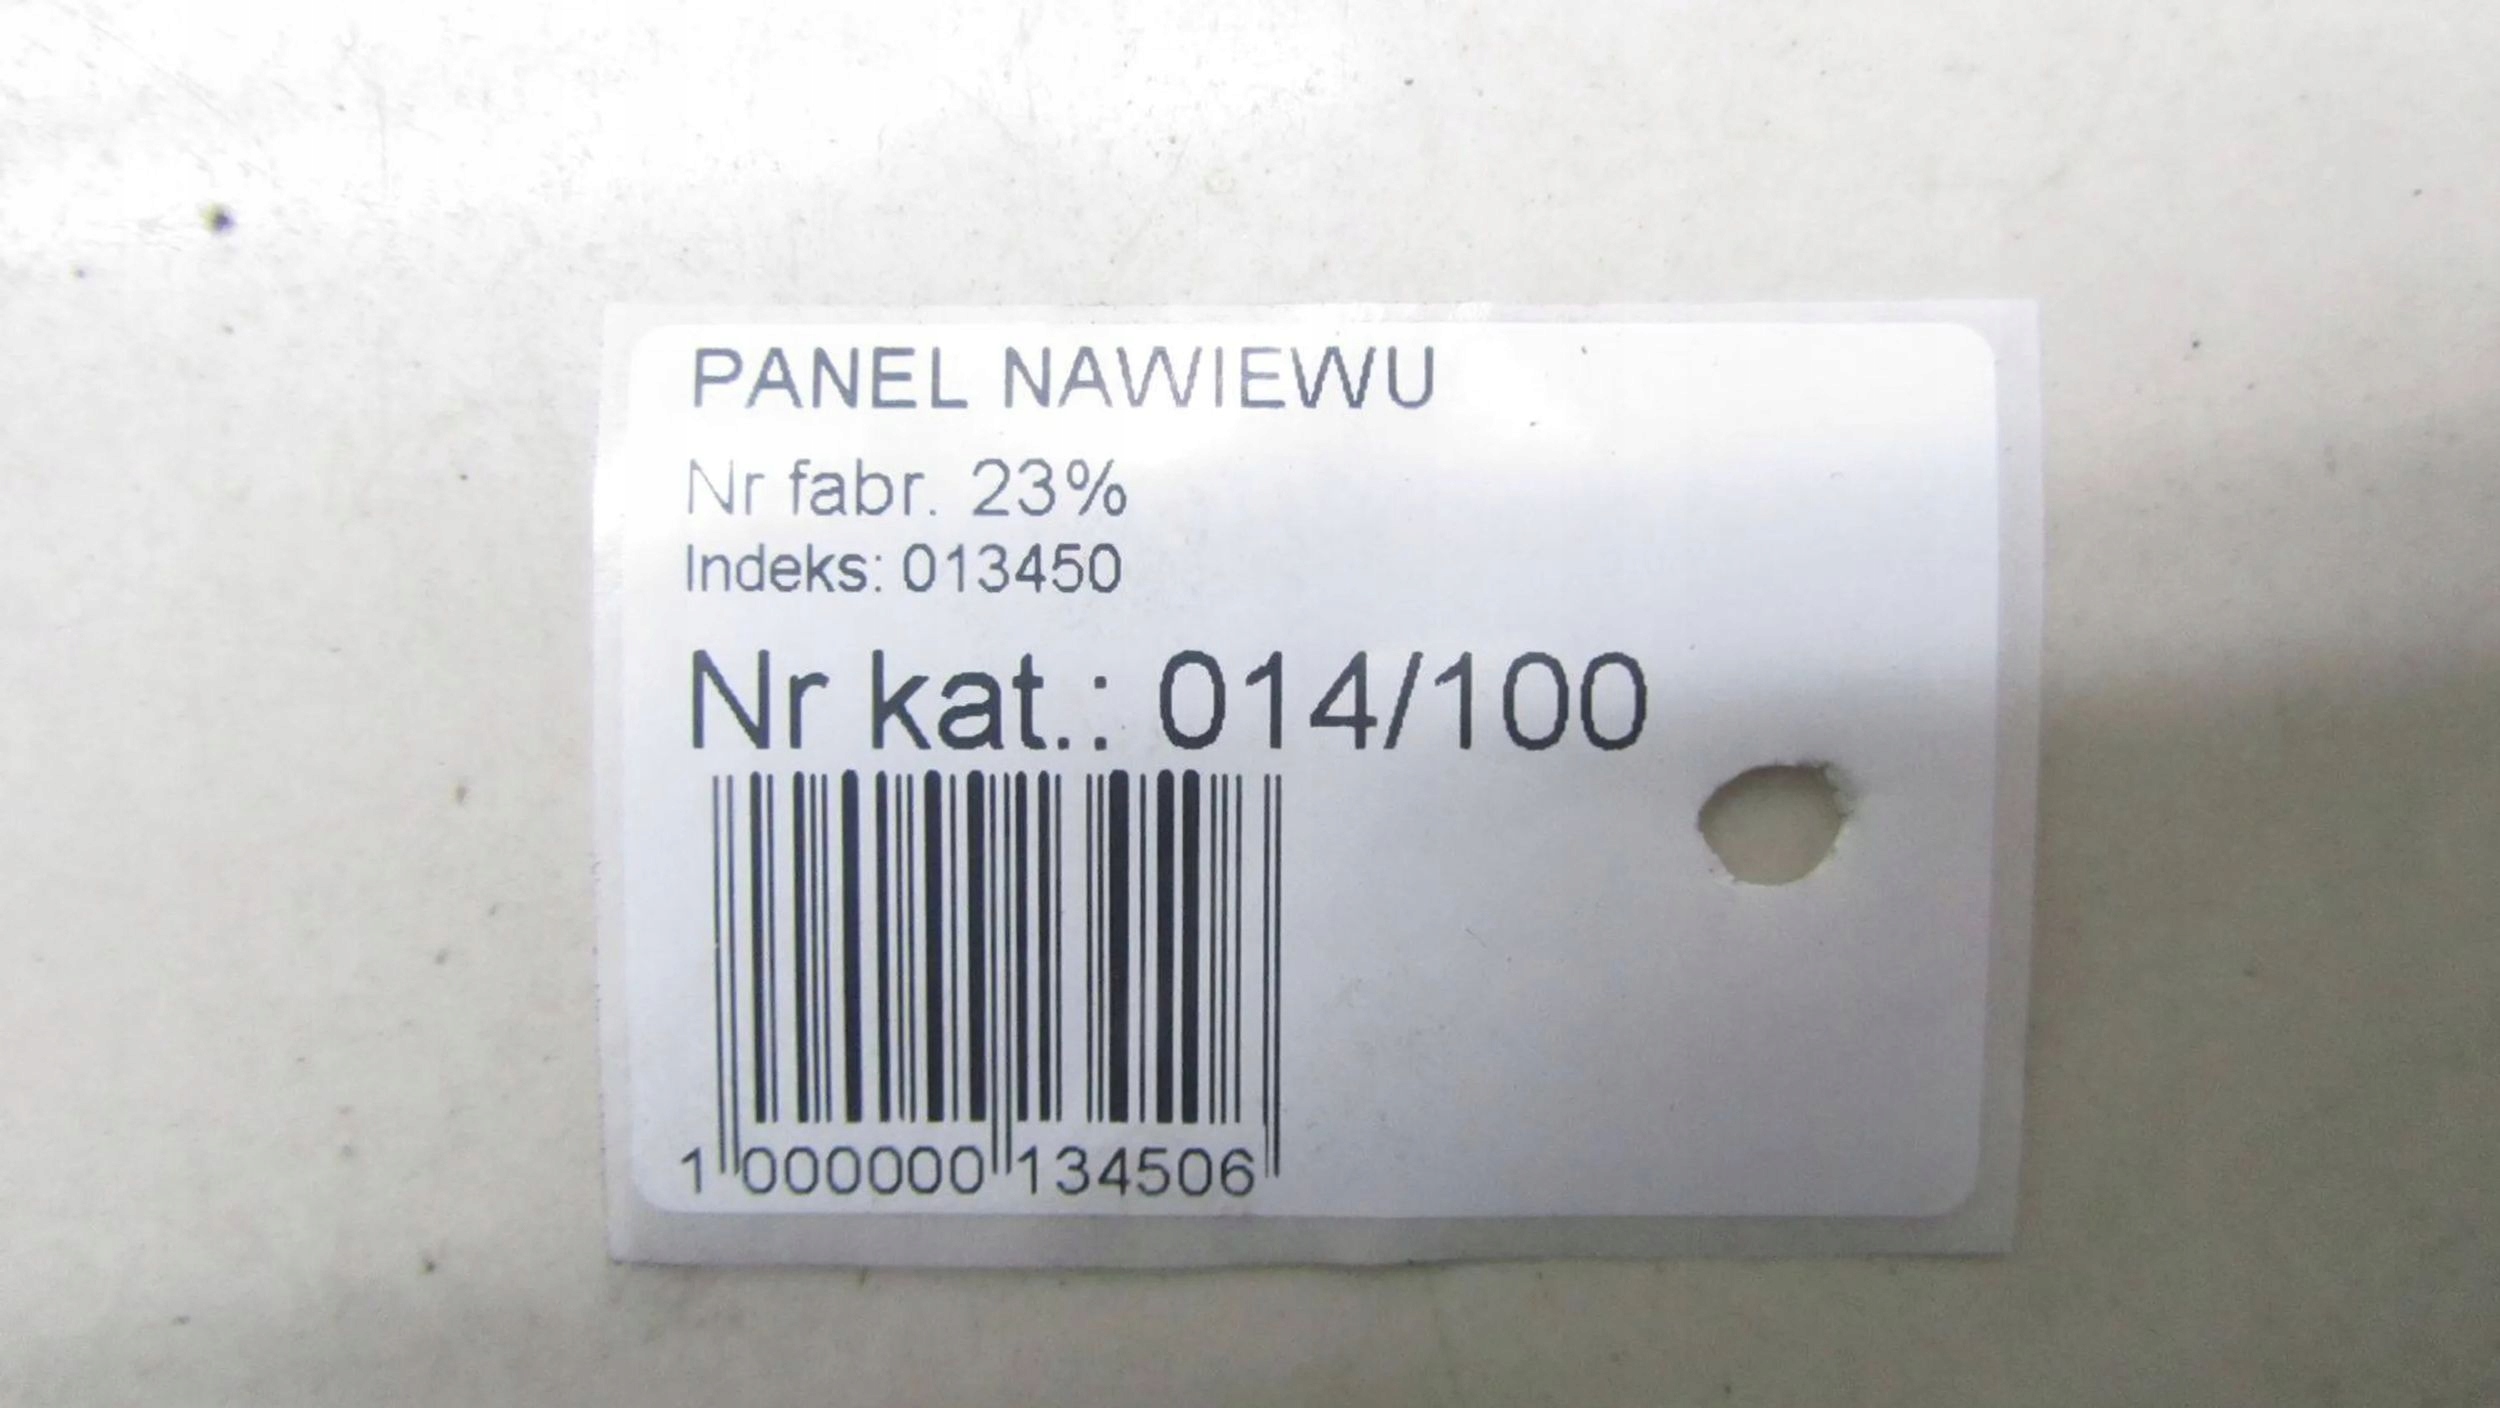 PANEL NAWIEWU
Nr fabr. 23%
Indeks: 013450
Nr kat.: 014/100
1 000000 134506